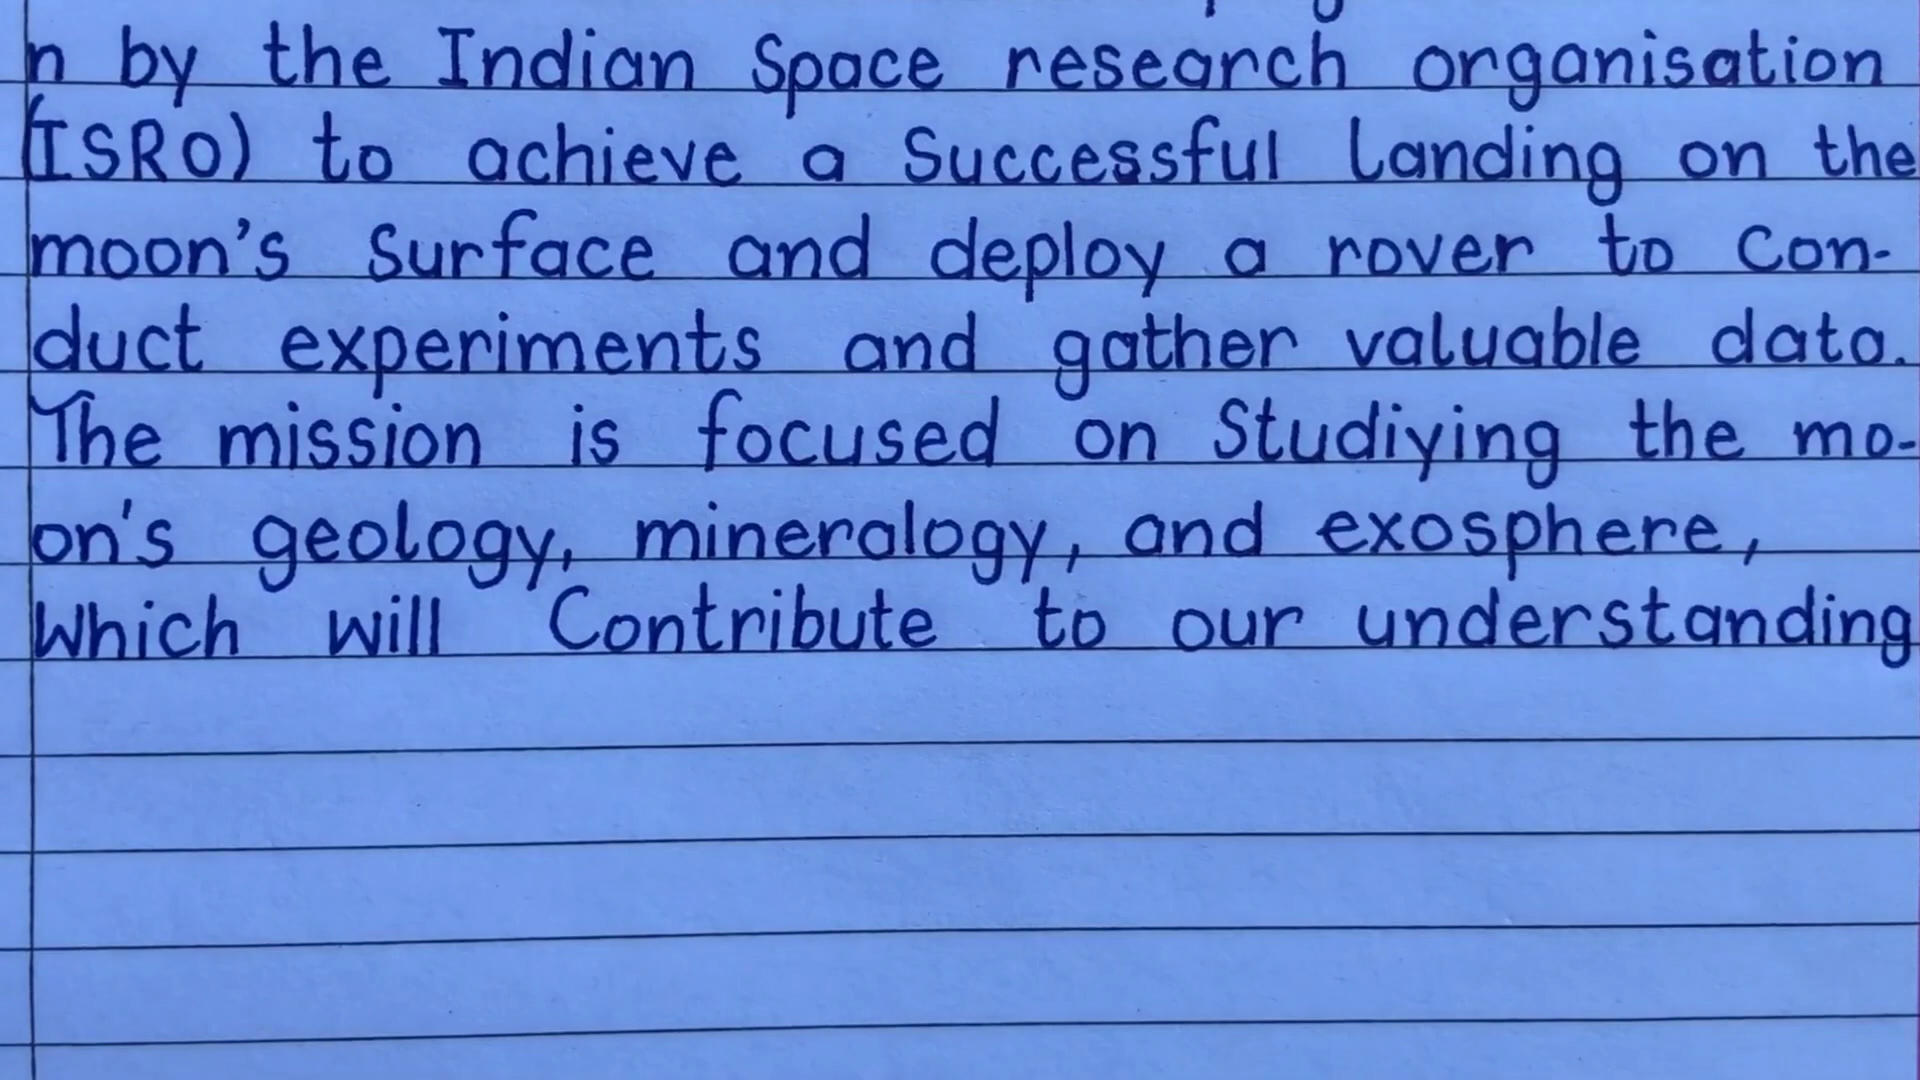 n by the Indian Space research organisation
(ISRO) to achieve a Successful landing on the
moon's Surface and deploy a rover to Con-
duct experiments and gather valuable data.
The mission is focused on Studiying the mo-
on's geology, mineralogy, and exosphere,
Which will Contribute to our understanding